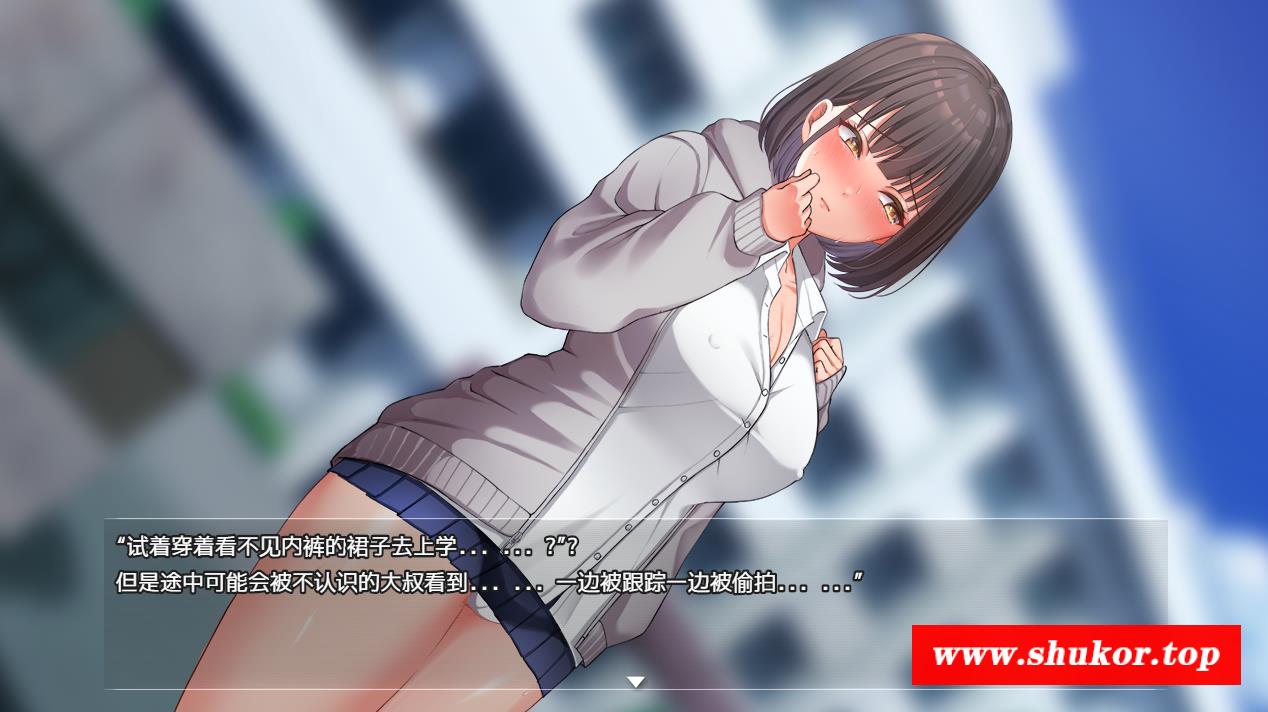 “试着穿着看不见内裤的裙子去上学... ... ?”?
但是途中可能会被不认识的大叔看到... ... 一边被跟踪一边被偷拍... ...”
www.shukor.top